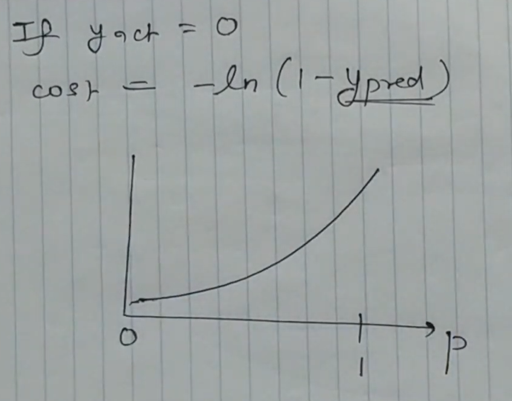 If yact = 0
cost = -ln (1-ypred)
0
1
p